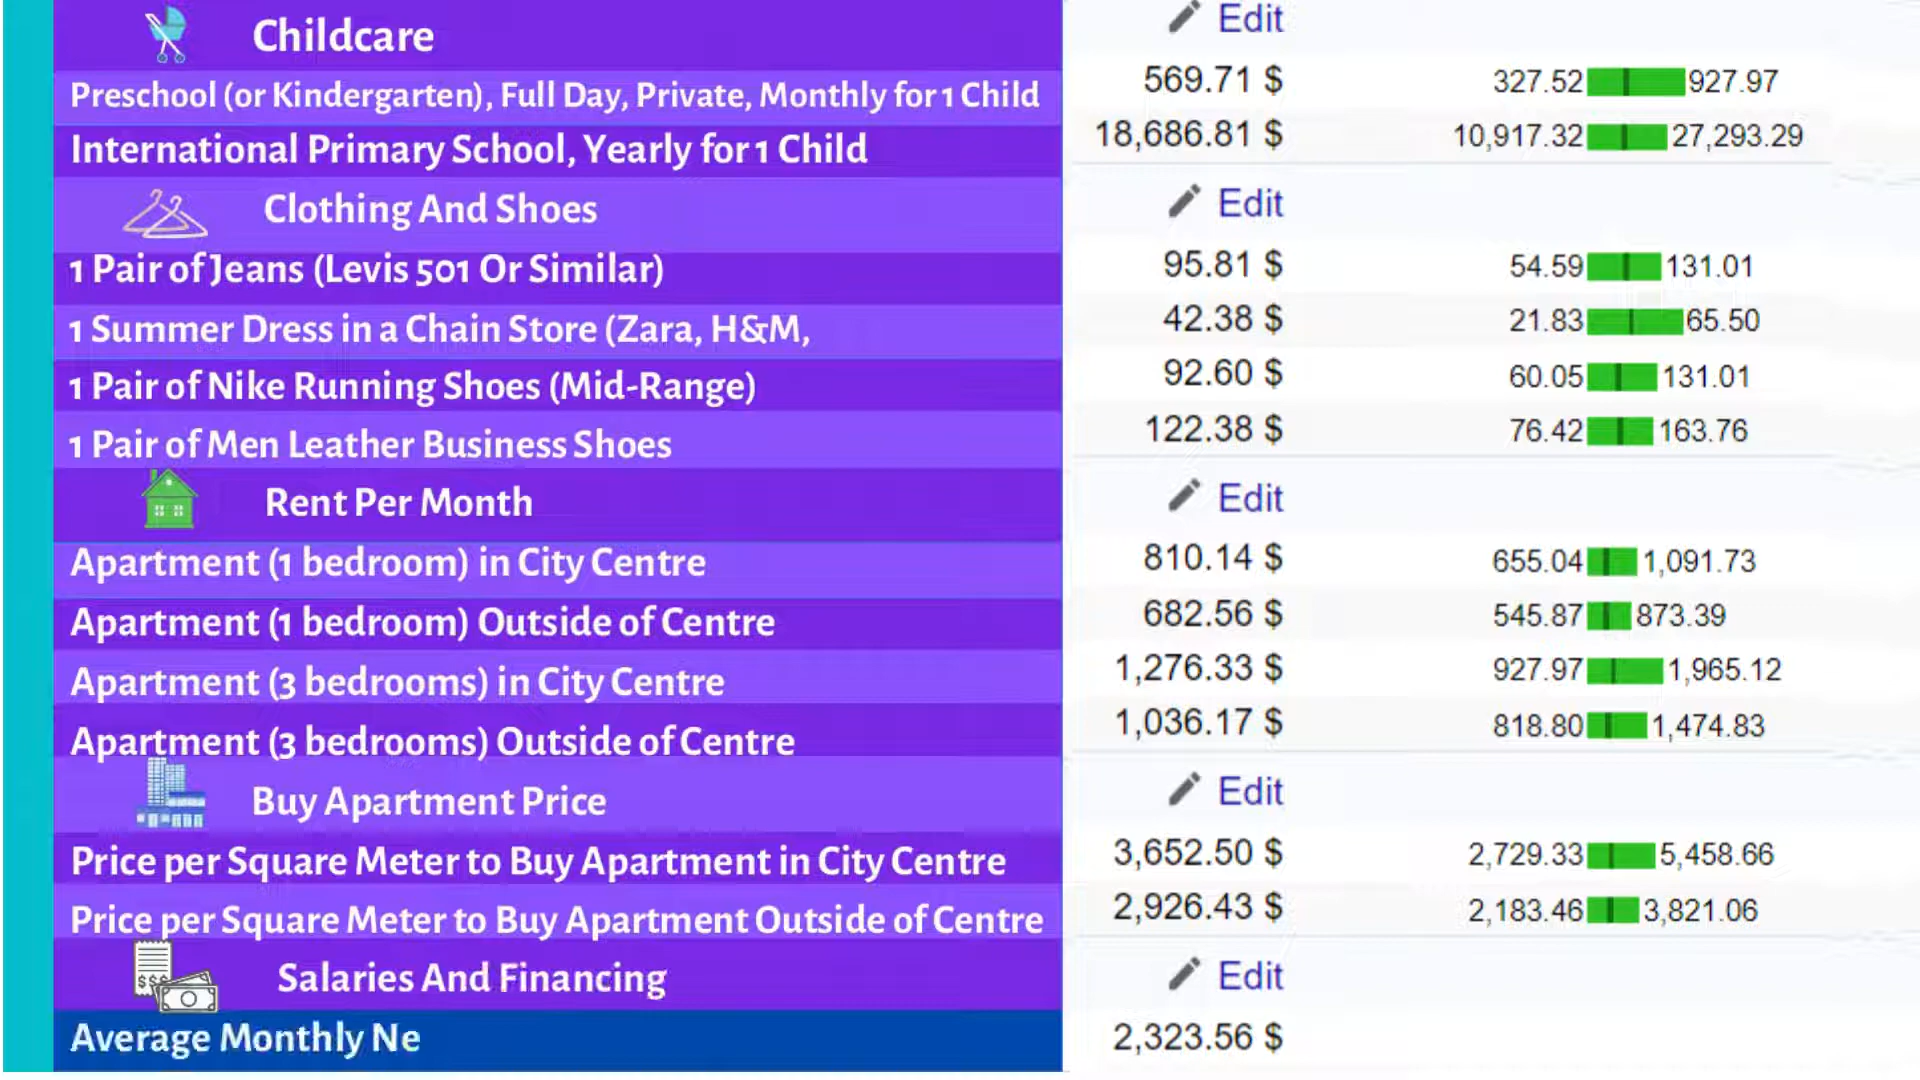 Childcare Edit
Preschool (or Kindergarten), Full Day, Private, Monthly for 1 Child 569.71 $ 327.52 927.97
International Primary School, Yearly for 1 Child 18,686.81 $ 10,917.32 27,293.29
Clothing And Shoes Edit
1 Pair of Jeans (Levis 501 Or Similar) 95.81 $ 54.59 131.01
1 Summer Dress in a Chain Store (Zara, H&M, 42.38 $ 21.83 65.50
1 Pair of Nike Running Shoes (Mid-Range) 92.60 $ 60.05 131.01
1 Pair of Men Leather Business Shoes 122.38 $ 76.42 163.76
Rent Per Month Edit
Apartment (1 bedroom) in City Centre 810.14 $ 655.04 1,091.73
Apartment (1 bedroom) Outside of Centre 682.56 $ 545.87 873.39
Apartment (3 bedrooms) in City Centre 1,276.33 $ 927.97 1,965.12
Apartment (3 bedrooms) Outside of Centre 1,036.17 $ 818.80 1,474.83
Buy Apartment Price Edit
Price per Square Meter to Buy Apartment in City Centre 3,652.50 $ 2,729.33 5,458.66
Price per Square Meter to Buy Apartment Outside of Centre 2,926.43 $ 2,183.46 3,821.06
$$$
Salaries And Financing Edit
Average Monthly Ne 2,323.56 $